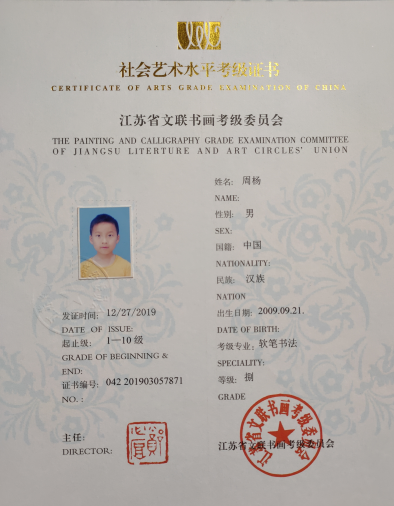 社会艺术水平考级证书
CERTIFICATE OF ARTS GRADE EXAMINATION OF CHINA
江苏省文联书画考级委员会
THE PAINTING AND CALLIGRAPHY GRADE EXAMINATION COMMITTEE
OF JIANGSU LITERTURE AND ART CIRCLES' UNION
姓名: 周杨
NAME:
性别: 男
SEX:
国籍: 中国
NATIONALITY:
民族: 汉族
NATION
出生日期: 2009.09.21.
DATE OF BIRTH:
考级专业: 软笔书法
SPECIALITY:
等级: 捌
GRADE
发证时间: 12/27/2019
DATE OF ISSUE:
起止级: 1—10 级
GRADE OF BEGINNING &
END:
证书编号: 042 201903057871
NO. :
主任:
DIRECTOR:
江苏省文联书画考级委员会
江苏省文联书画考级委员会